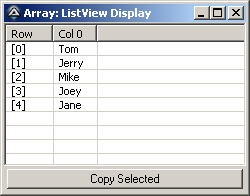 Array: ListView Display
Row Col 0
[0] Tom
[1] Jerry
[2] Mike
[3] Joey
[4] Jane
Copy Selected